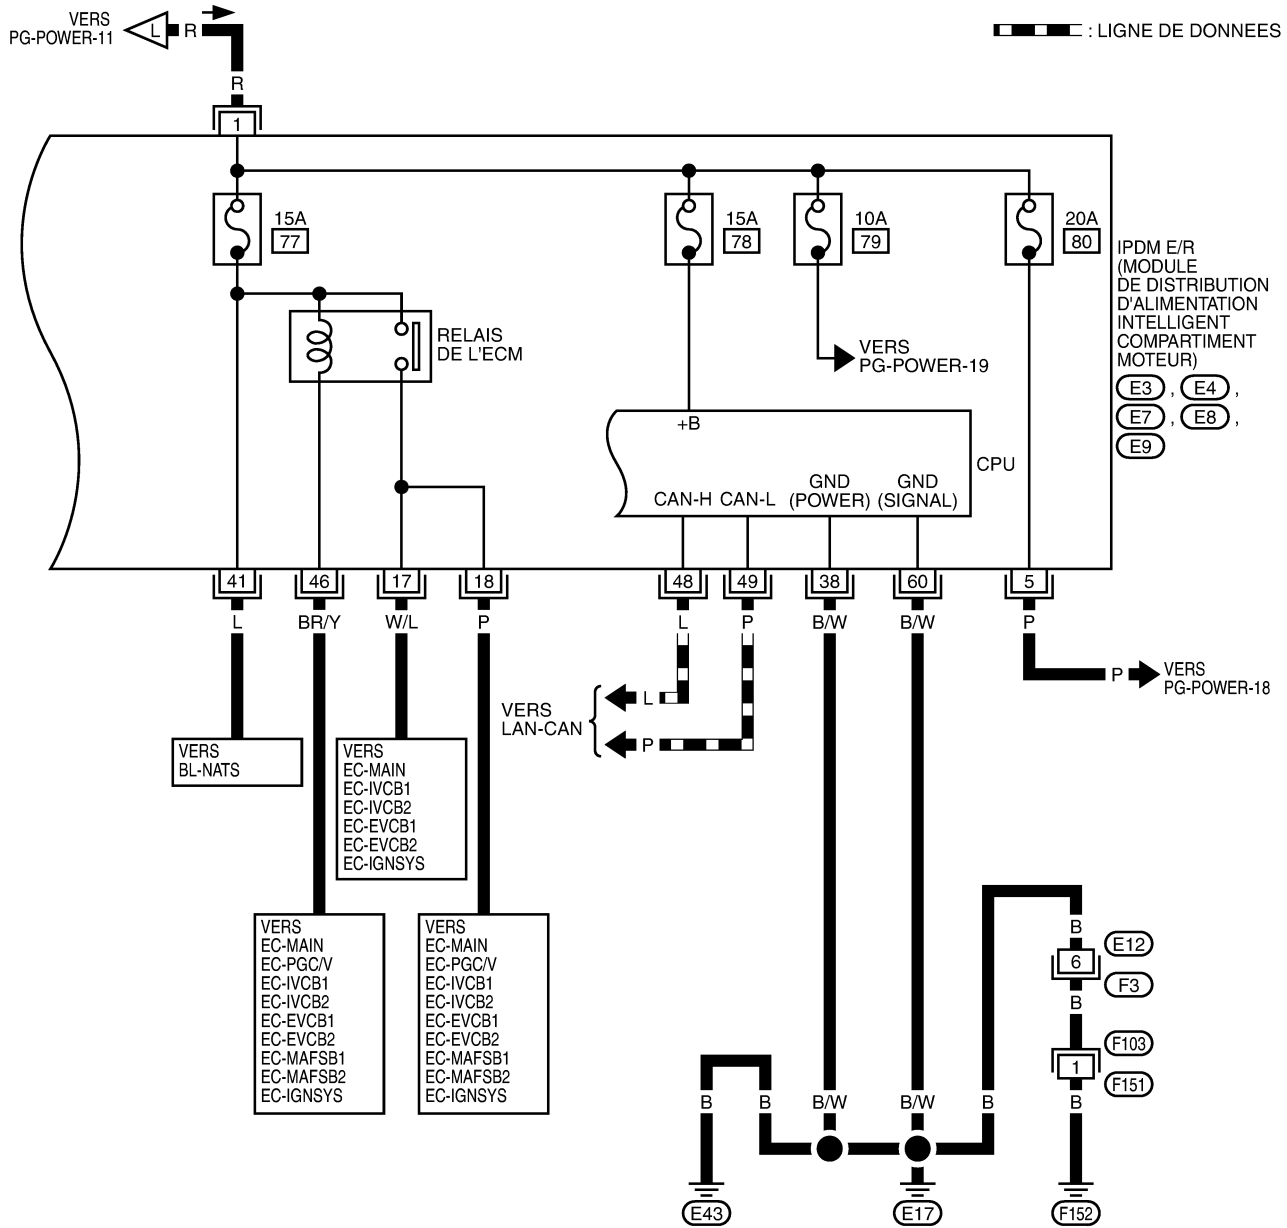 VERS
PG-POWER-11
L
R
: LIGNE DE DONNEES
R
1
15A
77
15A
78
10A
79
20A
80
IPDM E/R
(MODULE
DE DISTRIBUTION
D'ALIMENTATION
INTELLIGENT
COMPARTIMENT
MOTEUR)
E3 , E4 ,
E7 , E8 ,
E9
RELAIS
DE L'ECM
VERS
PG-POWER-19
+B
CPU
CAN-H
CAN-L
GND
(POWER)
GND
(SIGNAL)
41
46
17
18
48
49
38
60
5
L
BR/Y
W/L
P
L
P
B/W
B/W
P
P
VERS
PG-POWER-18
VERS
LAN-CAN
L
P
VERS
BL-NATS
VERS
EC-MAIN
EC-IVCB1
EC-IVCB2
EC-EVCB1
EC-EVCB2
EC-IGNSYS
VERS
EC-MAIN
EC-PGC/V
EC-IVCB1
EC-IVCB2
EC-EVCB1
EC-EVCB2
EC-MAFSB1
EC-MAFSB2
EC-IGNSYS
VERS
EC-MAIN
EC-PGC/V
EC-IVCB1
EC-IVCB2
EC-EVCB1
EC-EVCB2
EC-MAFSB1
EC-MAFSB2
EC-IGNSYS
B
6
E12
F3
B
1
F103
F151
B
B
B/W
B/W
B
B
E43
E17
F152